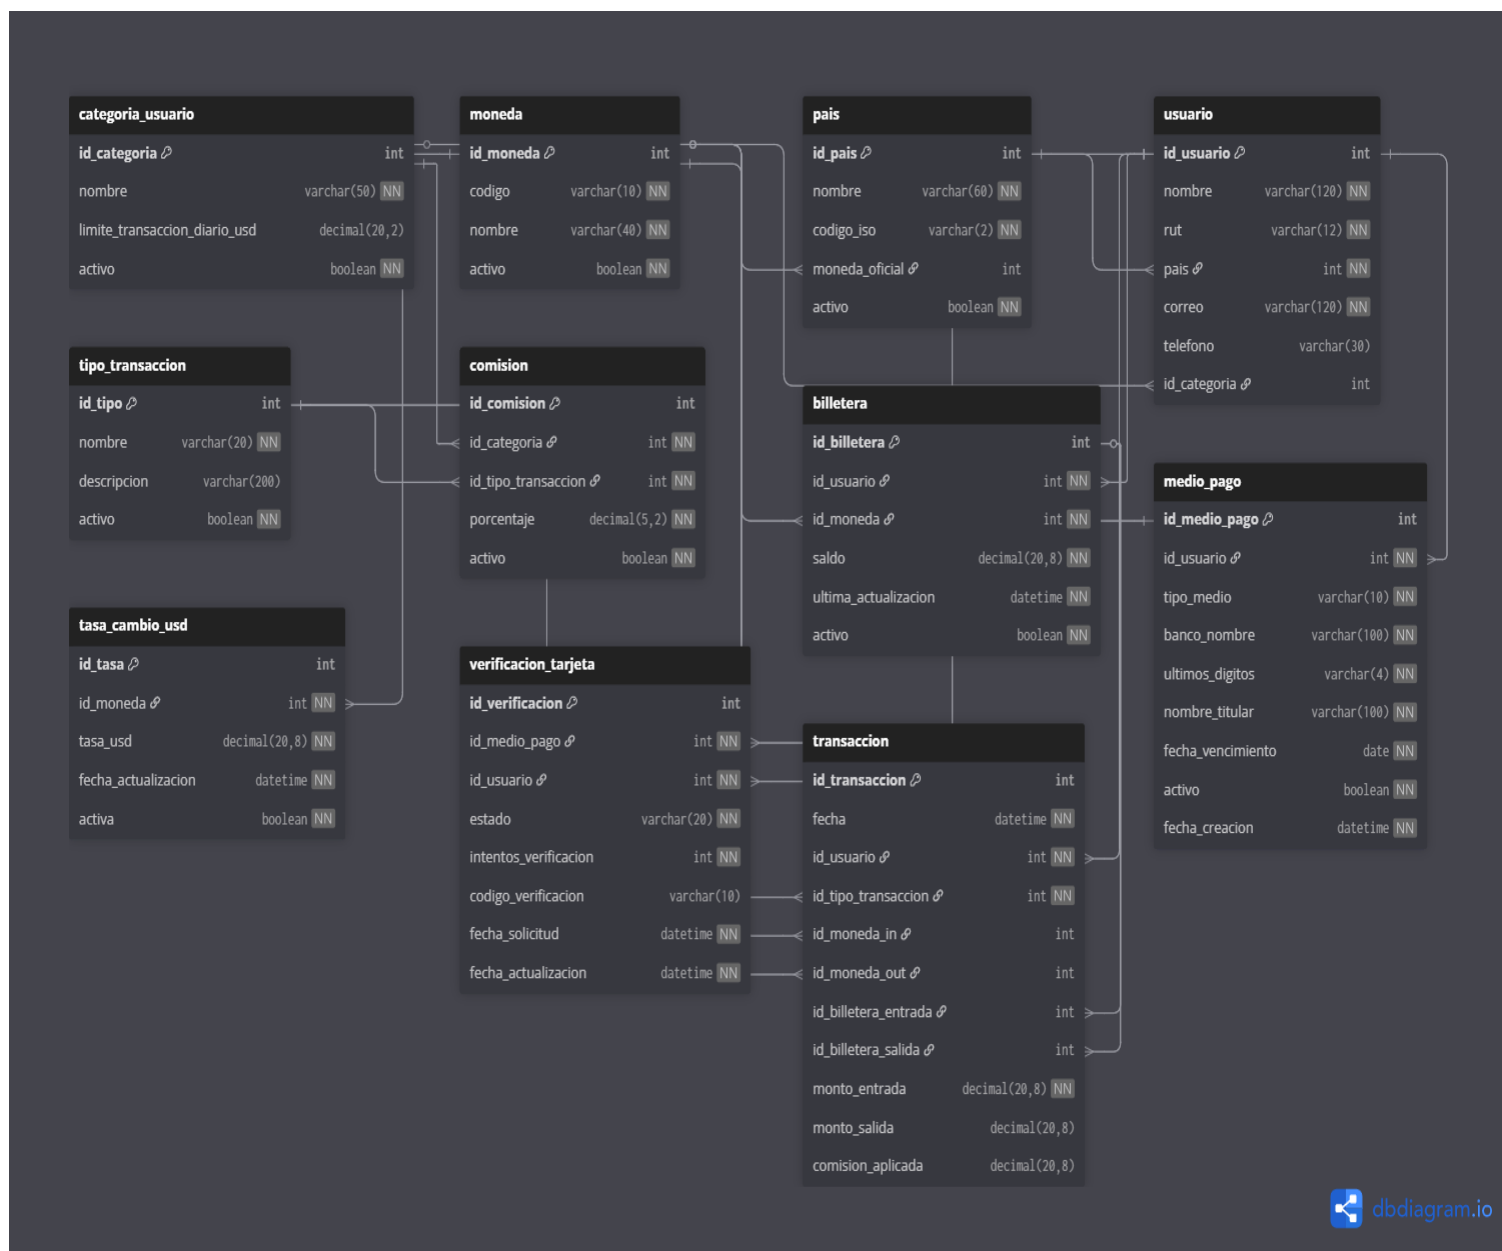 categoria_usuario
id_categoria int
nombre varchar(50) NN
limite_transaccion_diario_usd decimal(20,2)
activo boolean NN
moneda
id_moneda int
codigo varchar(10) NN
nombre varchar(40) NN
activo boolean NN
pais
id_pais int
nombre varchar(60) NN
codigo_iso varchar(2) NN
moneda_oficial int
activo boolean NN
usuario
id_usuario int
nombre varchar(120) NN
rut varchar(12) NN
pais int NN
correo varchar(120) NN
telefono varchar(30)
id_categoria int
tipo_transaccion
id_tipo int
nombre varchar(20) NN
descripcion varchar(200)
activo boolean NN
comision
id_comision int
id_categoria int NN
id_tipo_transaccion int NN
porcentaje decimal(5,2) NN
activo boolean NN
billetera
id_billetera int
id_usuario int NN
id_moneda int NN
saldo decimal(20,8) NN
ultima_actualizacion datetime NN
activo boolean NN
medio_pago
id_medio_pago int
id_usuario int NN
tipo_medio varchar(10) NN
banco_nombre varchar(100) NN
ultimos_digitos varchar(4) NN
nombre_titular varchar(100) NN
fecha_vencimiento date NN
activo boolean NN
fecha_creacion datetime NN
tasa_cambio_usd
id_tasa int
id_moneda int NN
tasa_usd decimal(20,8) NN
fecha_actualizacion datetime NN
activa boolean NN
verificacion_tarjeta
id_verificacion int
id_medio_pago int NN
id_usuario int NN
estado varchar(20) NN
intentos_verificacion int NN
codigo_verificacion varchar(10)
fecha_solicitud datetime NN
fecha_actualizacion datetime NN
transaccion
id_transaccion int
fecha datetime NN
id_usuario int NN
id_tipo_transaccion int NN
id_moneda_in int
id_moneda_out int
id_billetera_entrada int
id_billetera_salida int
monto_entrada decimal(20,8) NN
monto_salida decimal(20,8)
comision_aplicada decimal(20,8)
dbdiagram.io